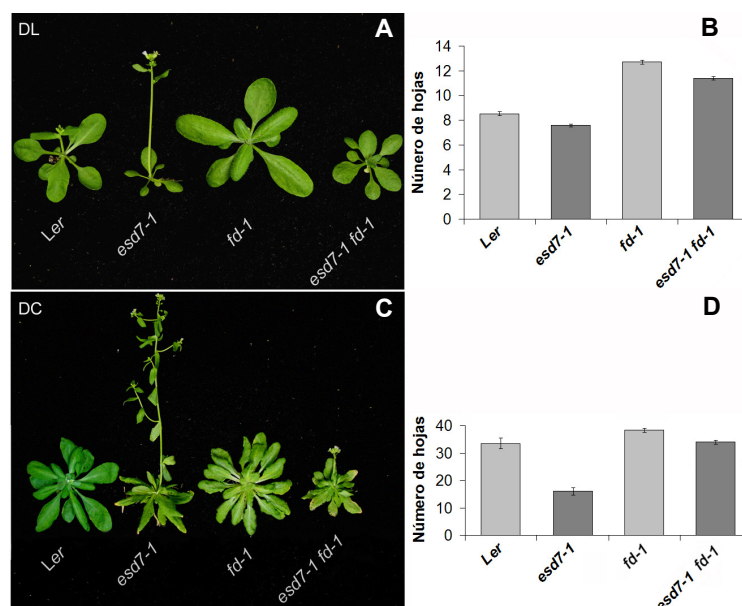 DL
A
Ler
esd7-1
fd-1
esd7-1 fd-1
B
Núnero de hojas
14
12
10
8
6
4
2
0
Ler
esd7-1
fd-1
esd7-1 fd-1
DC
C
Ler
esd7-1
fd-1
esd7-1 fd-1
D
Número de hojas
40
30
20
10
0
Ler
esd7-1
fd-1
esd7-1 fd-1